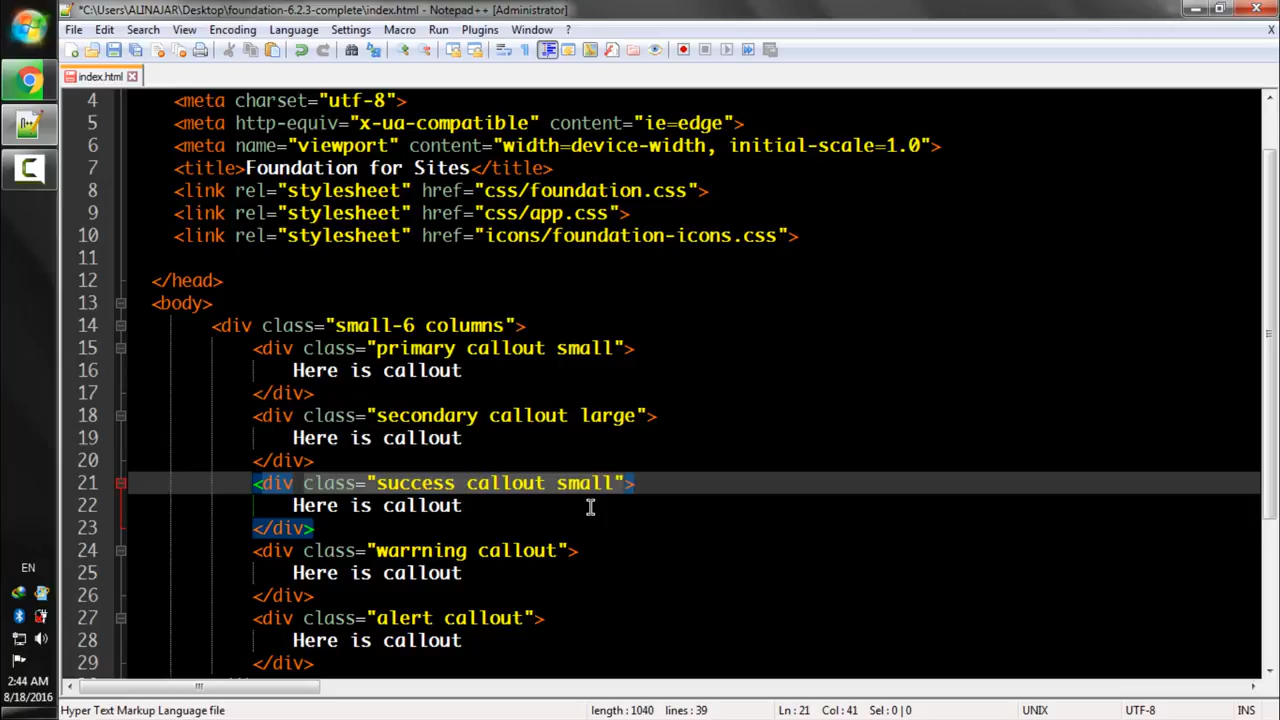 *C:\Users\ALINAJAR\Desktop\foundation-6.2.3-complete\index.html - Notepad++ [Administrator]
File Edit Search View Encoding Language Settings Macro Run Plugins Window ? X
index.html
4 <meta charset="utf-8">
5 <meta http-equiv="x-ua-compatible" content="ie=edge">
6 <meta name="viewport" content="width=device-width, initial-scale=1.0">
7 <title>Foundation for Sites</title>
8 <link rel="stylesheet" href="css/foundation.css">
9 <link rel="stylesheet" href="css/app.css">
10 <link rel="stylesheet" href="icons/foundation-icons.css">
11
12 </head>
13 <body>
14 <div class="small-6 columns">
15 <div class="primary callout small">
16 Here is callout
17 </div>
18 <div class="secondary callout large">
19 Here is callout
20 </div>
21 <div class="success callout small">
22 Here is callout
23 </div>
24 <div class="warrning callout">
25 Here is callout
26 </div>
27 <div class="alert callout">
28 Here is callout
29 </div>
EN
2:44 AM
8/18/2016
Hyper Text Markup Language file length : 1040 lines : 39 Ln : 21 Col : 41 Sel : 0 | 0 UNIX UTF-8 INS